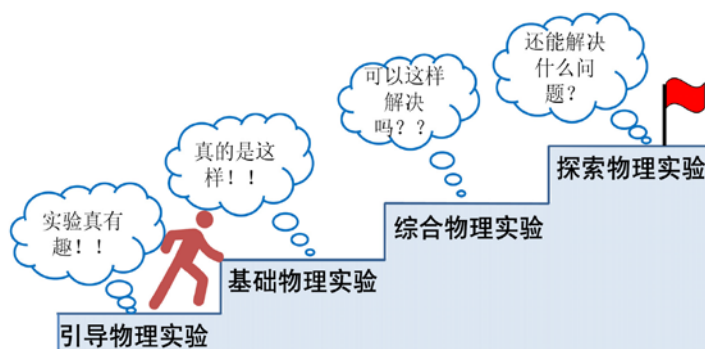 还能解决
什么问
题？
可以这样
解决
吗？？
真的是这
样！！
实验真有
趣！！
探索物理实验
综合物理实验
基础物理实验
引导物理实验